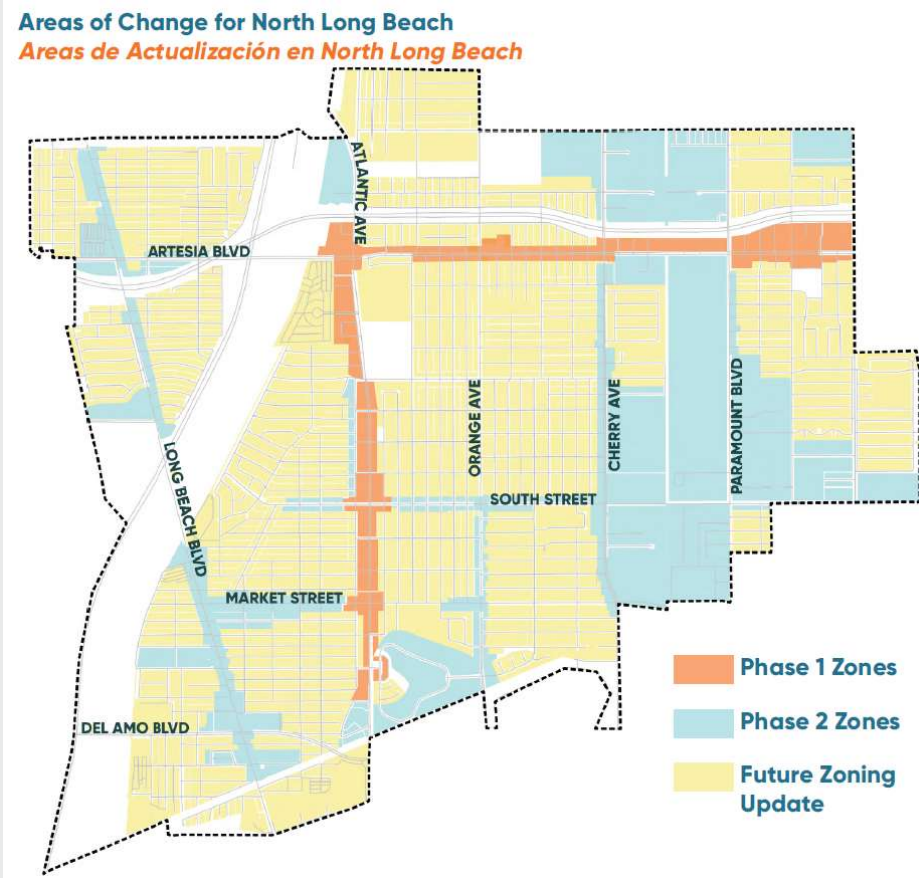 Areas of Change for North Long Beach
Areas de Actualización en North Long Beach
ATLANTIC AVE
ARTESIA BLVD
ORANGE AVE
CHERRY AVE
PARAMOUNT BLVD
LONG BEACH BLVD
SOUTH STREET
MARKET STREET
DEL AMO BLVD
Phase 1 Zones
Phase 2 Zones
Future Zoning
Update